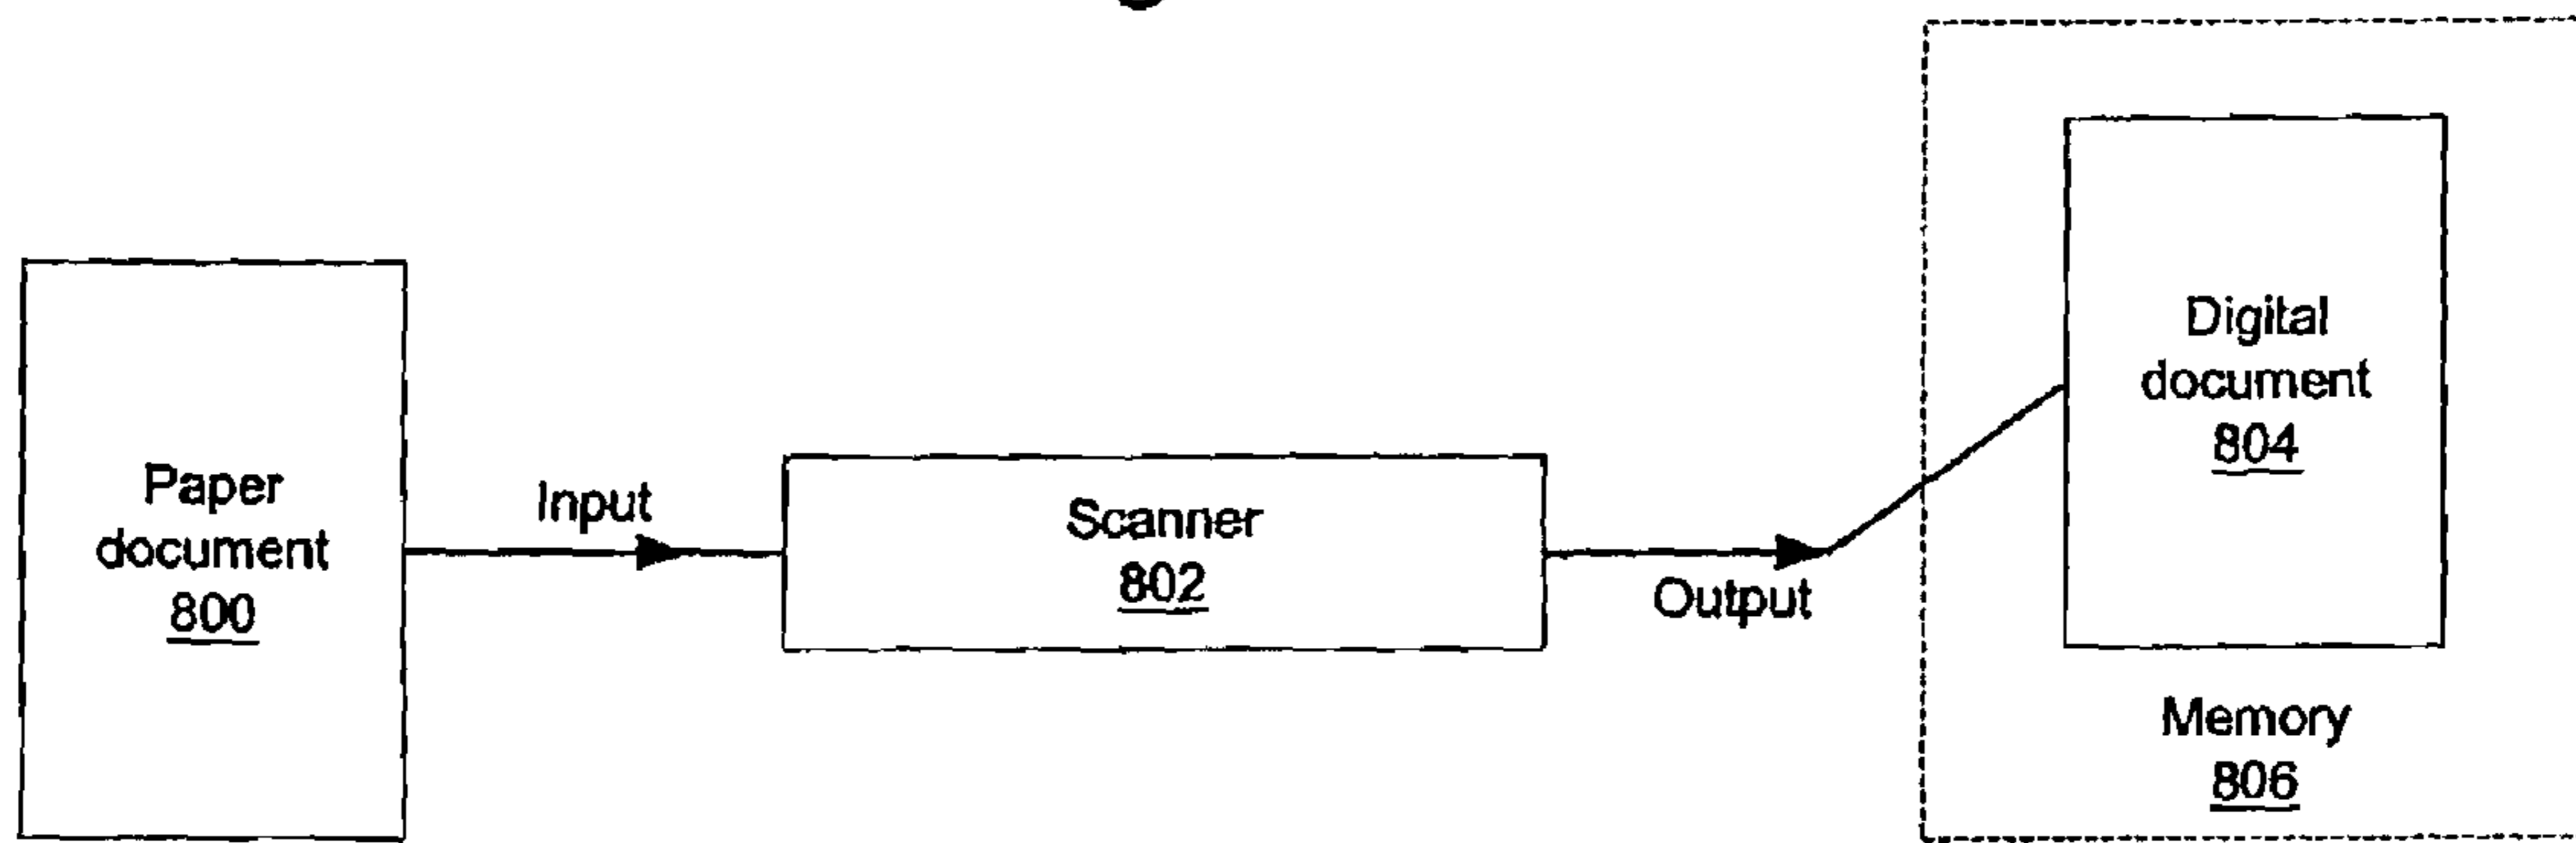 Paper
document
800
Input
Scanner
802
Output
Digital
document
804
Memory
806